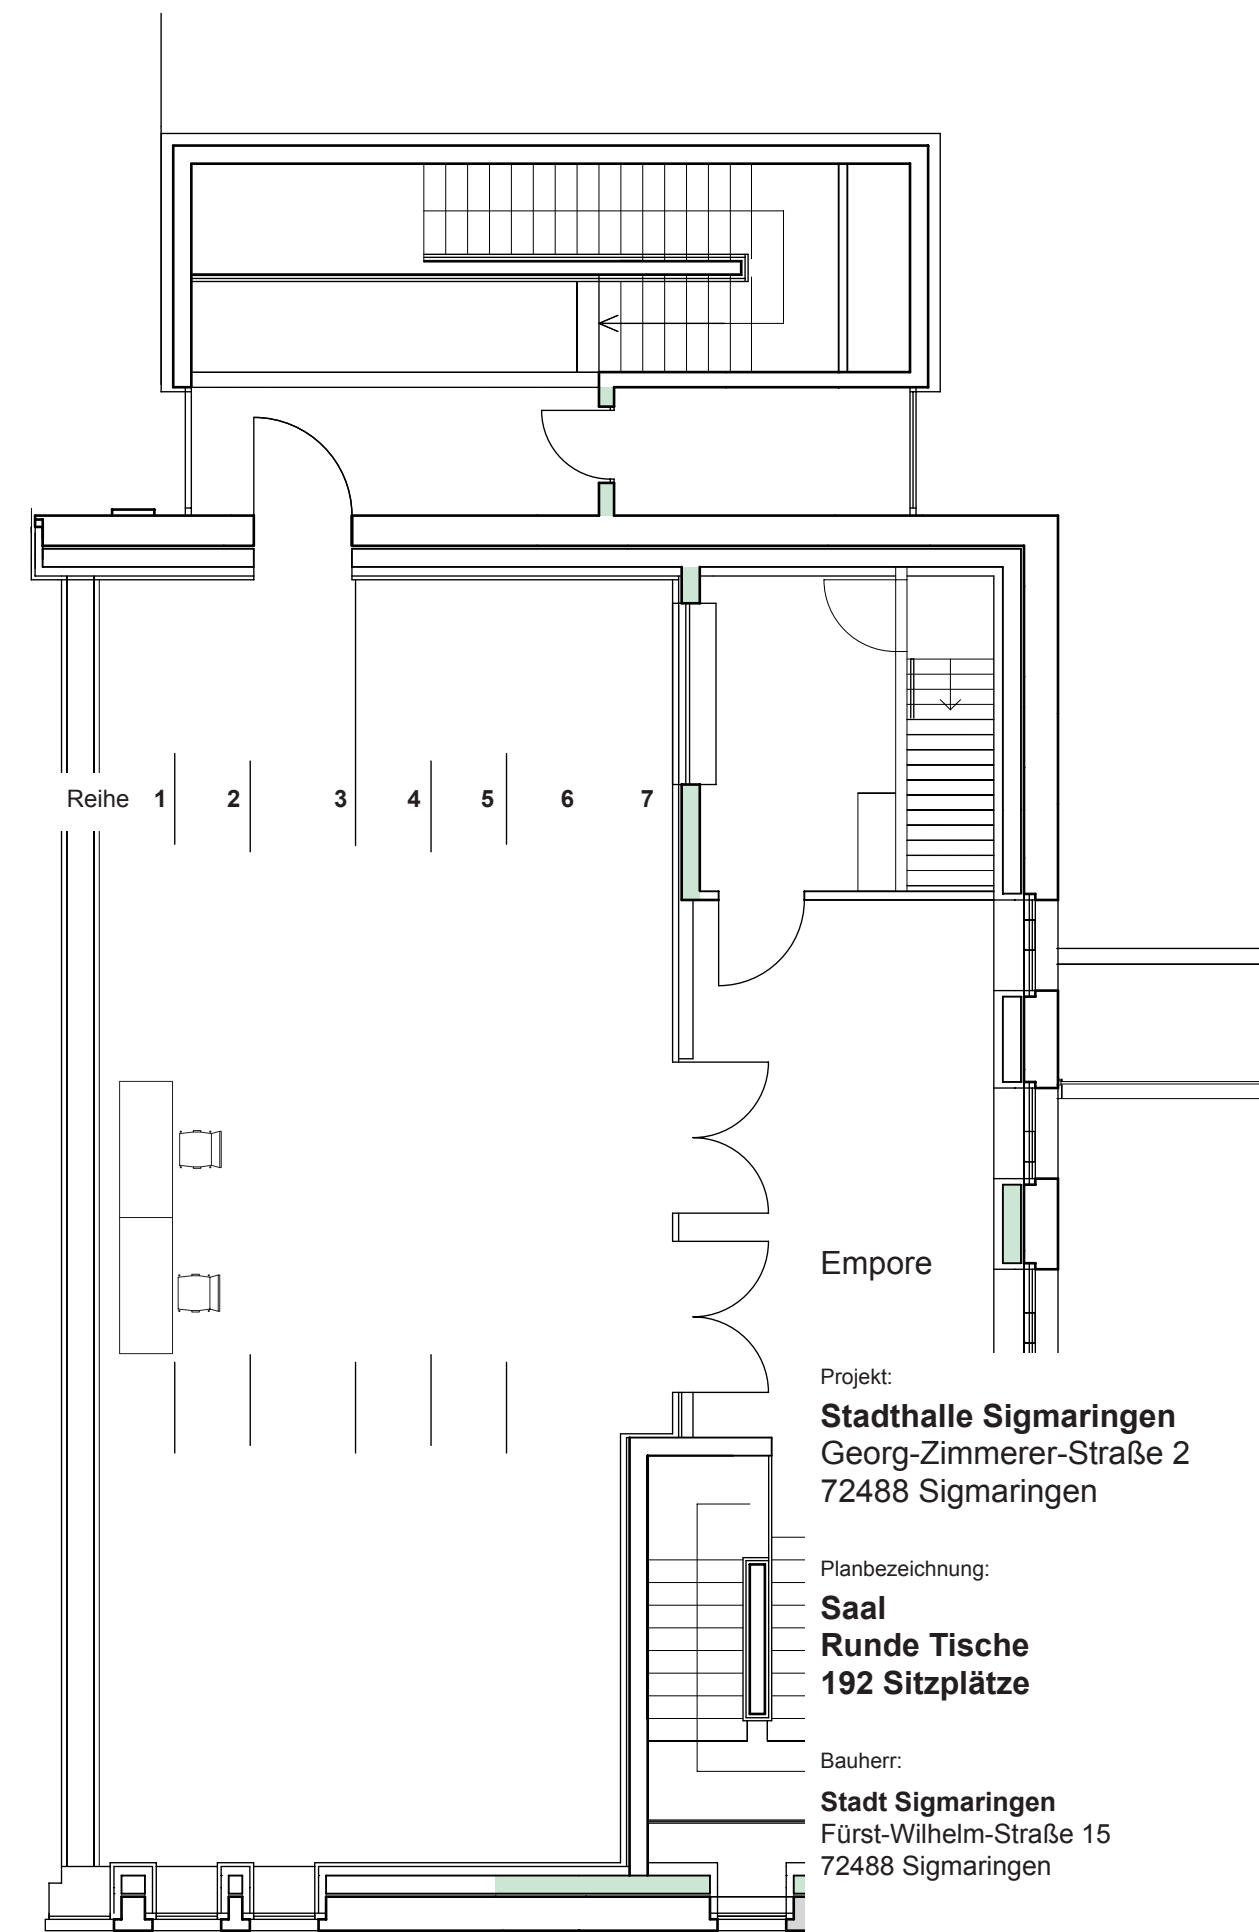 Reihe 1 2 3 4 5 6 7
Empore
Projekt:
Stadthalle Sigmaringen
Georg-Zimmerer-Straße 2
72488 Sigmaringen
Planbezeichnung:
Saal
Runde Tische
192 Sitzplätze
Bauherr:
Stadt Sigmaringen
Fürst-Wilhelm-Straße 15
72488 Sigmaringen